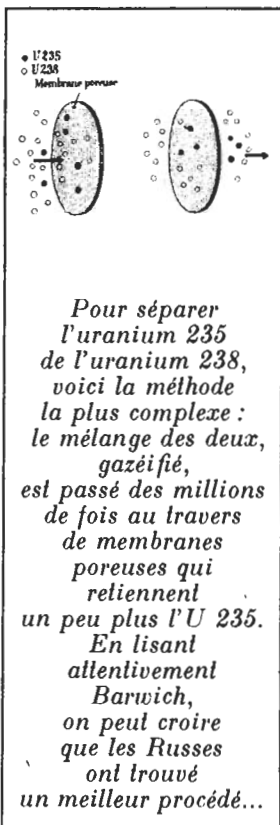 ● U235
○ U238
Membrane poreuse
Pour séparer
l'uranium 235
de l'uranium 238,
voici la méthode
la plus complexe :
le mélange des deux,
gazéifié,
est passé des millions
de fois au travers
de membranes
poreuses qui
retiennent
un peu plus l'U 235.
En lisant
attentivement
Barwich,
on peut croire
que les Russes
ont trouvé
un meilleur procédé...